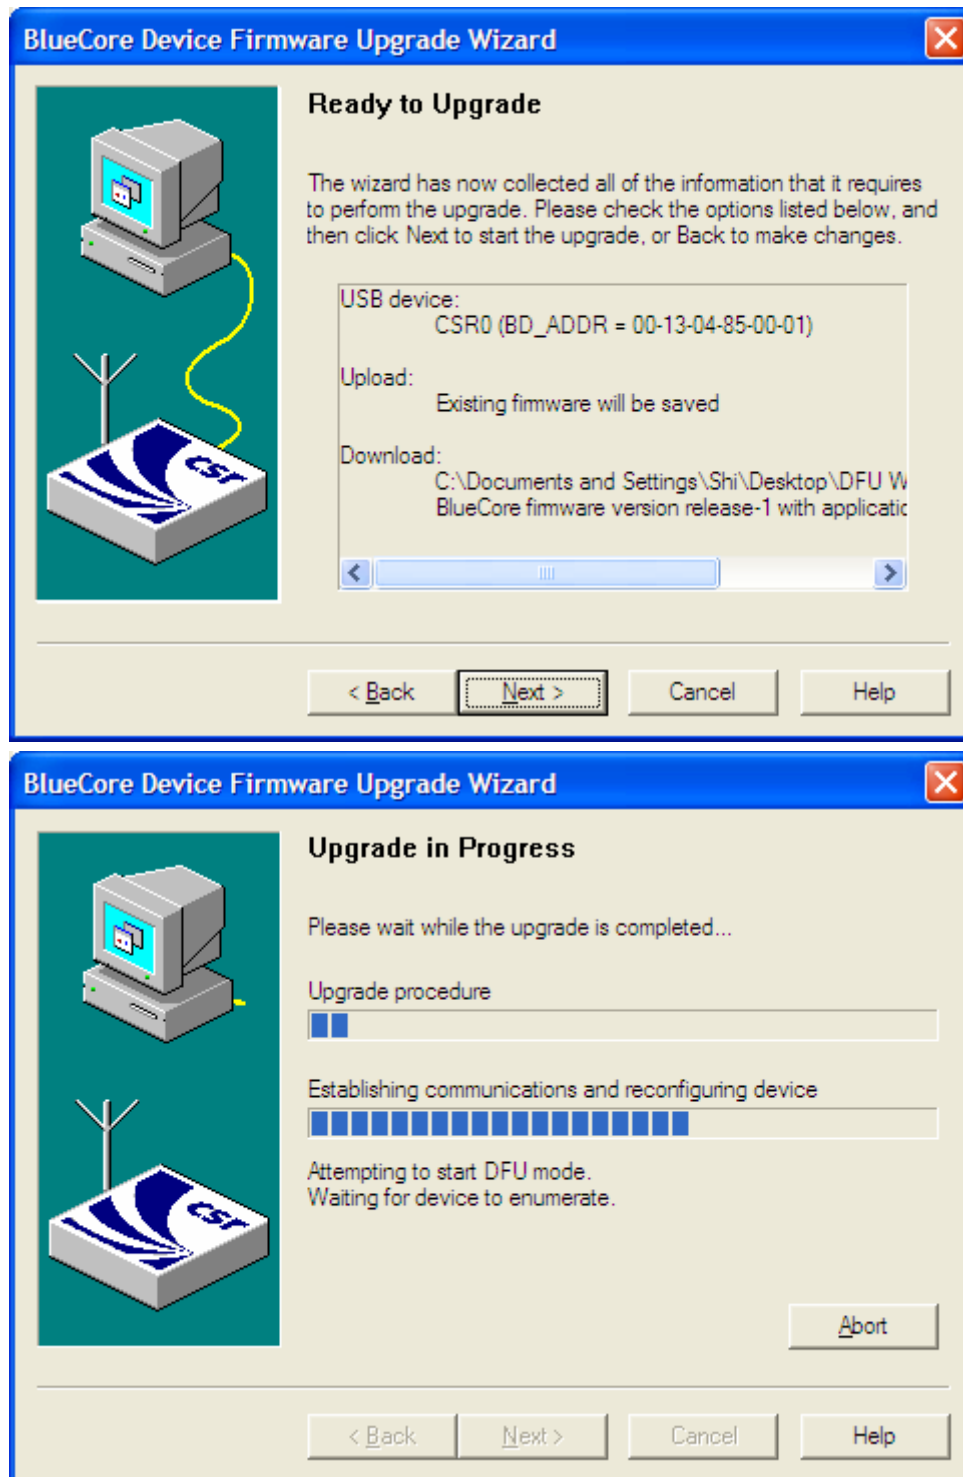 BlueCore Device Firmware Upgrade Wizard
Ready to Upgrade
The wizard has now collected all of the information that it requires
to perform the upgrade. Please check the options listed below, and
then click Next to start the upgrade, or Back to make changes.
USB device:
CSR0 (BD_ADDR = 00-13-04-85-00-01)
Upload:
Existing firmware will be saved
Download:
C:\Documents and Settings\Shi\Desktop\DFU W
BlueCore firmware version release-1 with applicatic
CSr
< Back Next > Cancel Help
BlueCore Device Firmware Upgrade Wizard
Upgrade in Progress
Please wait while the upgrade is completed...
Upgrade procedure
Establishing communications and reconfiguring device
Attempting to start DFU mode.
Waiting for device to enumerate.
CSr
Abort
< Back Next > Cancel Help